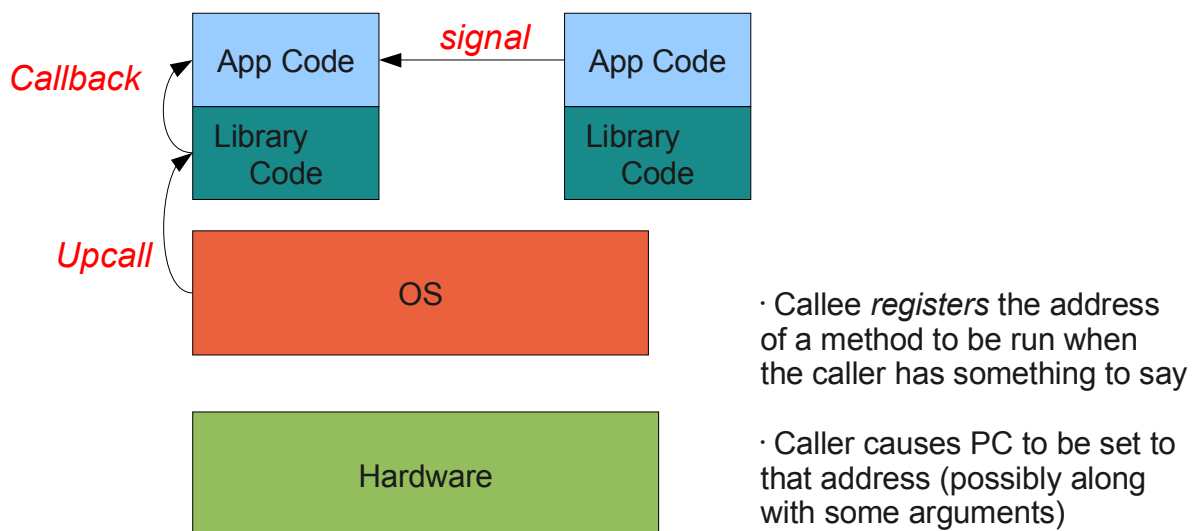 App Code
signal
App Code
Callback
Library
Code
Library
Code
Upcall
OS
· Callee registers the address
of a method to be run when
the caller has something to say
Hardware
· Caller causes PC to be set to
that address (possibly along
with some arguments)